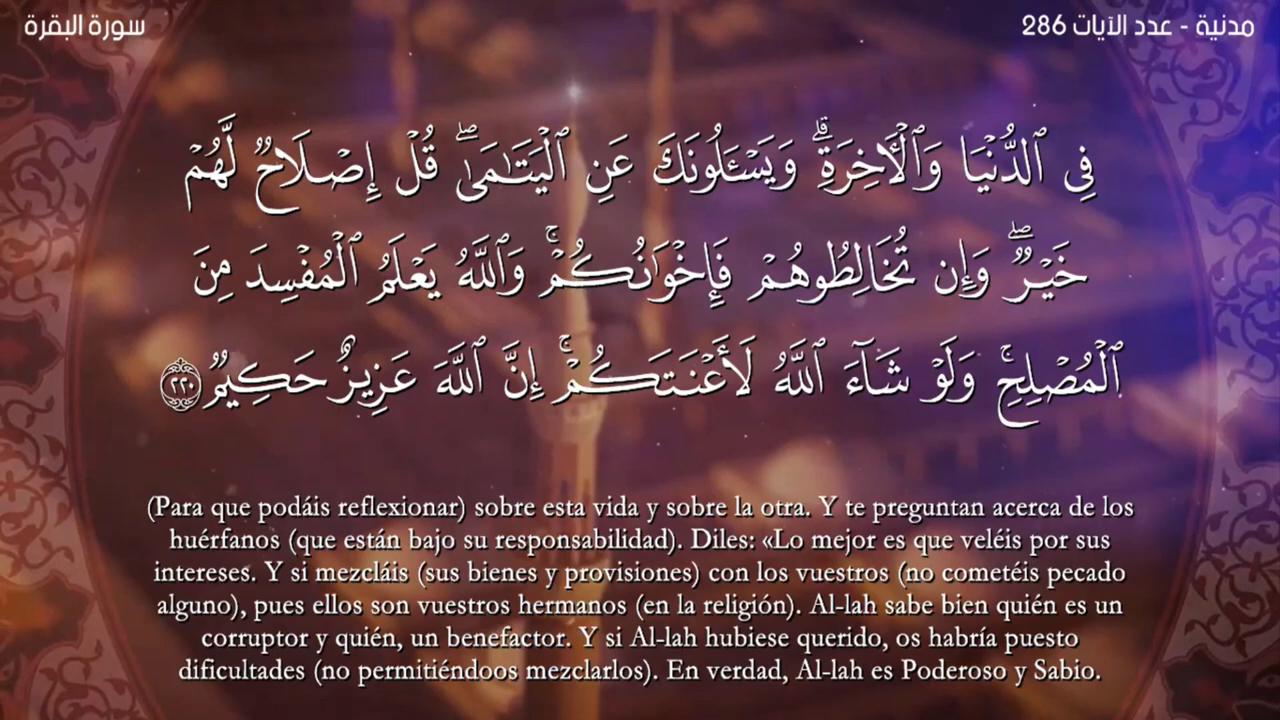 مدنية - عدد الآيات 286
سورة البقرة
فِى ٱلدُّنْيَا وَٱلْـَٔاخِرَةِ ۗ وَيَسْـَٔلُونَكَ عَنِ ٱلْيَتَـٰمَىٰ ۖ قُلْ إِصْلَاحٌ لَّهُمْ
خَيْرٌ ۖ وَإِن تُخَالِطُوهُمْ فَإِخْوَٰنُكُمْ ۚ وَٱللَّهُ يَعْلَمُ ٱلْمُفْسِدَ مِنَ
ٱلْمُصْلِحِ ۚ وَلَوْ شَآءَ ٱللَّهُ لَأَعْنَتَكُمْ ۚ إِنَّ ٱللَّهَ عَزِيزٌ حَكِيمٌ ٢٢٠
(Para que podáis reflexionar) sobre esta vida y sobre la otra. Y te preguntan acerca de los
huérfanos (que están bajo su responsabilidad). Diles: «Lo mejor es que veléis por sus
intereses. Y si mezcláis (sus bienes y provisiones) con los vuestros (no cometéis pecado
alguno), pues ellos son vuestros hermanos (en la religión). Al-lah sabe bien quién es un
corruptor y quién, un benefactor. Y si Al-lah hubiese querido, os habría puesto
dificultades (no permitiéndoos mezclarlos). En verdad, Al-lah es Poderoso y Sabio.